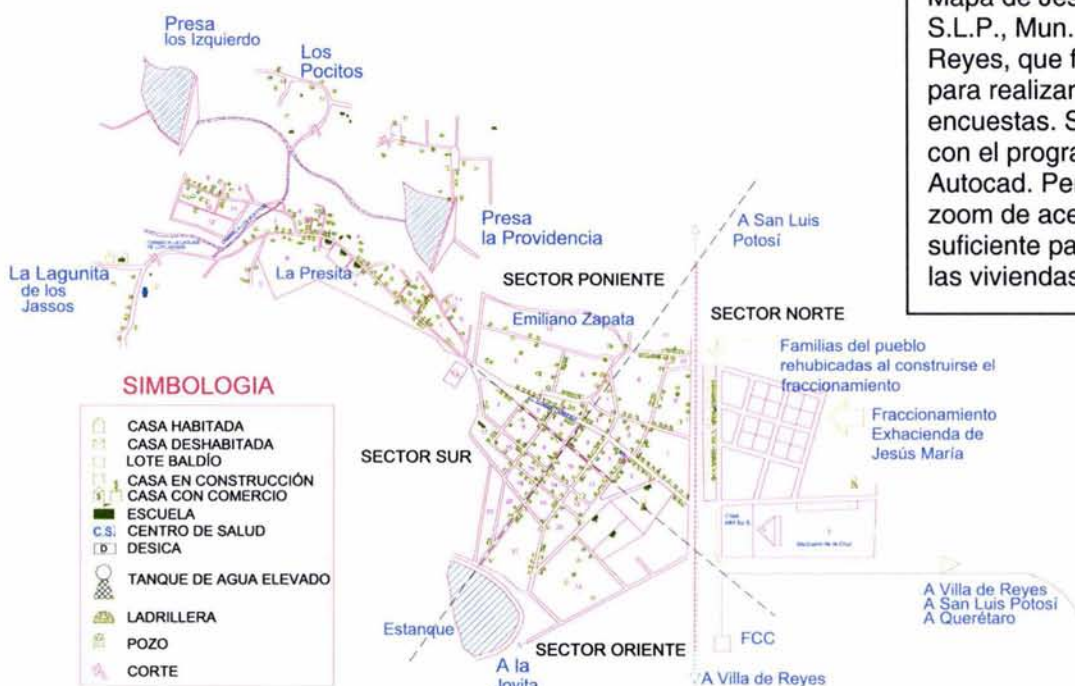 Mapa de Jes
S.L.P., Mun.
Reyes, que f
para realizar
encuestas. S
con el progra
Autocad. Per
zoom de ace
suficiente pa
las viviendas
Presa
los Izquierdo
Los
Pocitos
Presa
la Providencia
A San Luis
Potosí
La Lagunita
de los
Jassos
La Presita
SECTOR PONIENTE
Emiliano Zapata
SECTOR NORTE
Familias del pueblo
rehubicadas al construirse el
fraccionamiento
Fraccionamiento
Exhacienda de
Jesús María
SIMBOLOGIA
CASA HABITADA
CASA DESHABITADA
LOTE BALDÍO
CASA EN CONSTRUCCIÓN
CASA CON COMERCIO
ESCUELA
C.S. CENTRO DE SALUD
D DESICA
TANQUE DE AGUA ELEVADO
LADRILLERA
POZO
CORTE
SECTOR SUR
Estanque
A la
Joyita
SECTOR ORIENTE
FCC
A Villa de Reyes
A Villa de Reyes
A San Luis Potosí
A Querétaro